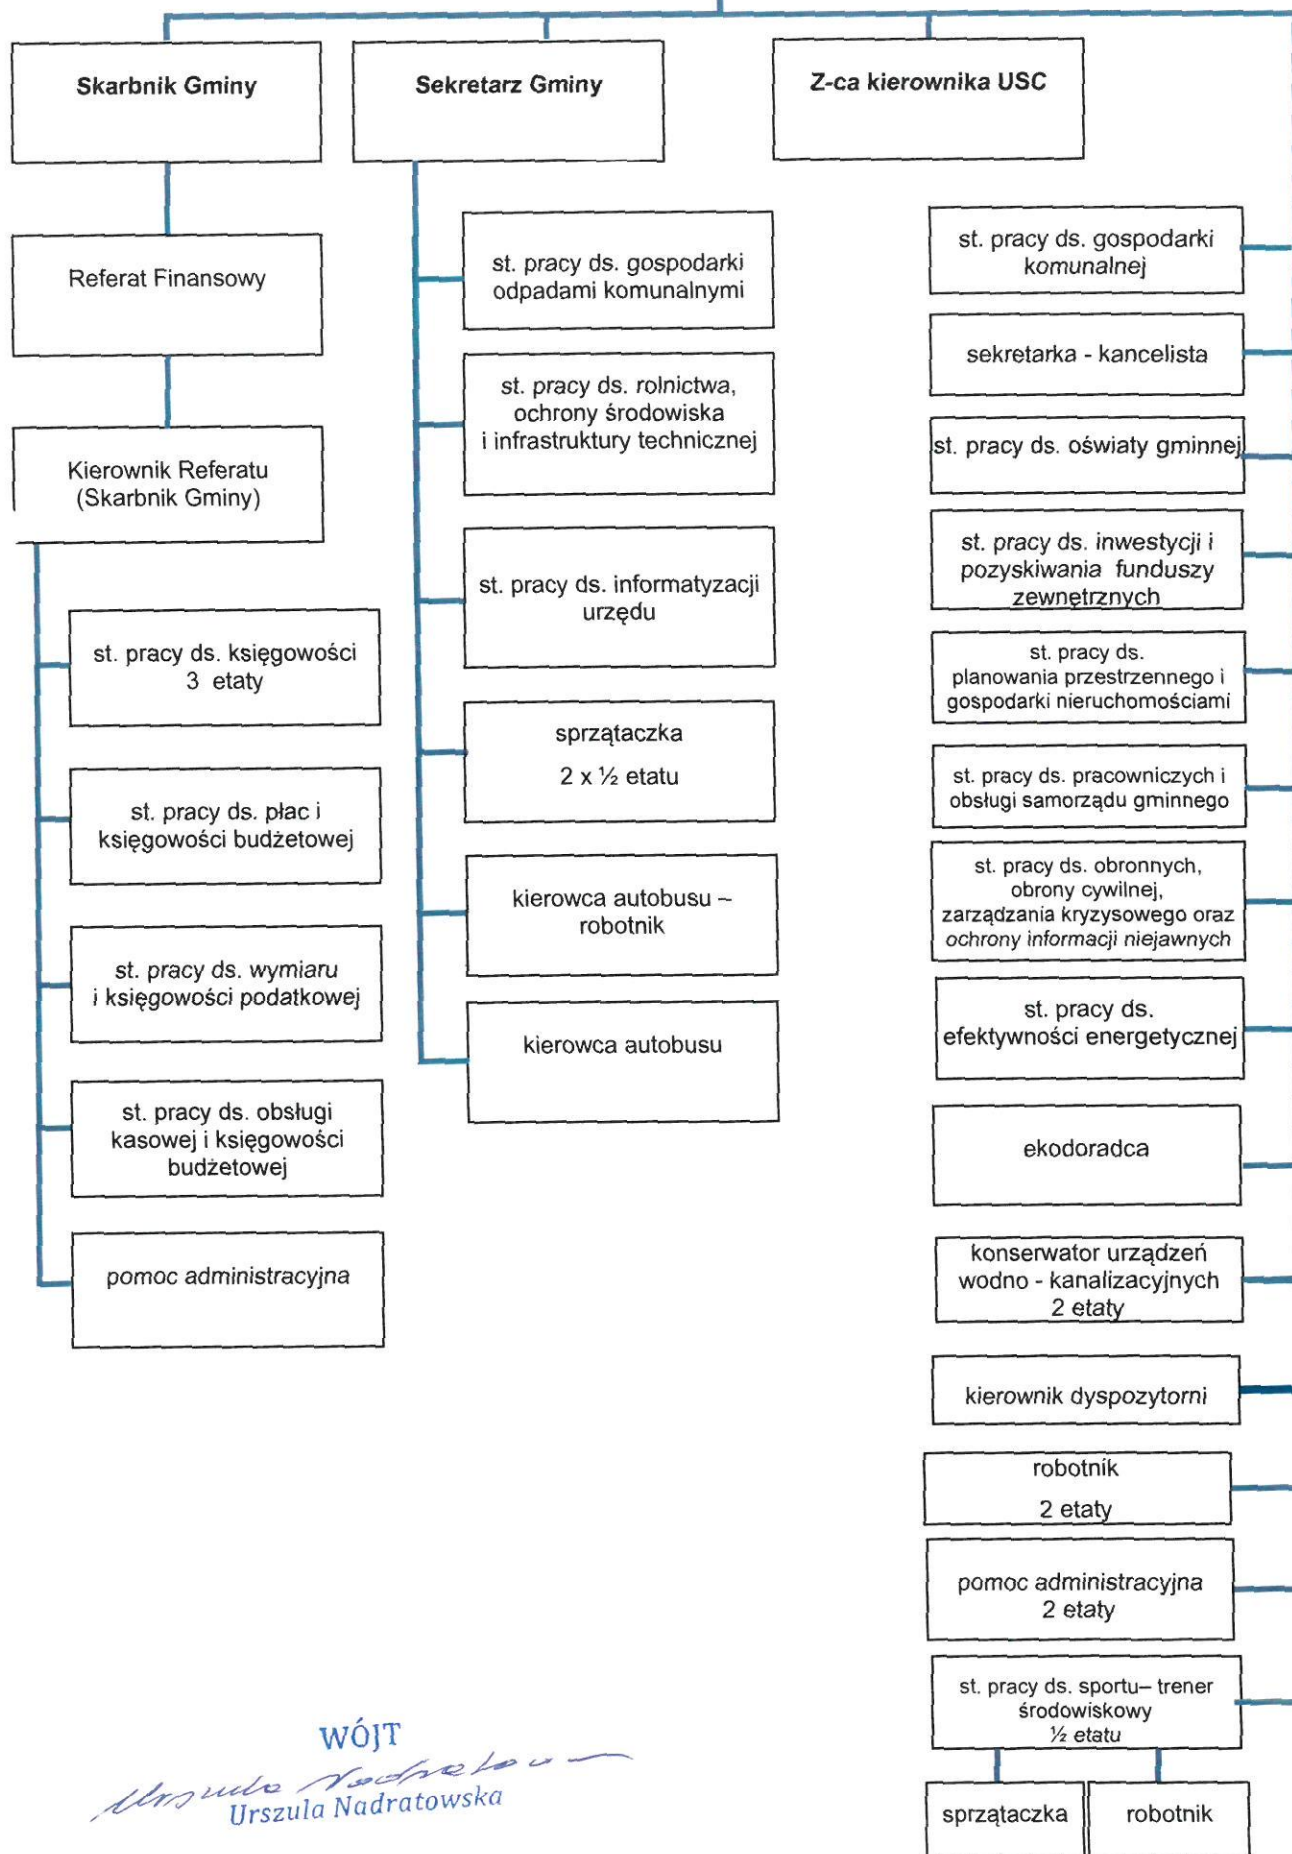 Skarbnik Gminy
Sekretarz Gminy
Z-ca kierownika USC
Referat Finansowy
Kierownik Referatu
(Skarbnik Gminy)
st. pracy ds. księgowości
3 etaty
st. pracy ds. płac i
księgowości budżetowej
st. pracy ds. wymiaru
i księgowości podatkowej
st. pracy ds. obsługi
kasowej i księgowości
budżetowej
pomoc administracyjna
st. pracy ds. gospodarki
odpadami komunalnymi
st. pracy ds. rolnictwa,
ochrony środowiska
i infrastruktury technicznej
st. pracy ds. informatyzacji
urzędu
sprzątaczka
2 x ½ etatu
kierowca autobusu –
robotnik
kierowca autobusu
st. pracy ds. gospodarki
komunalnej
sekretarka - kancelista
st. pracy ds. oświaty gminnej
st. pracy ds. inwestycji i
pozyskiwania funduszy
zewnętrznych
st. pracy ds.
planowania przestrzennego i
gospodarki nieruchomościami
st. pracy ds. pracowniczych i
obsługi samorządu gminnego
st. pracy ds. obronnych,
obrony cywilnej,
zarządzania kryzysowego oraz
ochrony informacji niejawnych
st. pracy ds.
efektywności energetycznej
ekodoradca
konserwator urządzeń
wodno - kanalizacyjnych
2 etaty
kierownik dyspozytorni
robotnik
2 etaty
pomoc administracyjna
2 etaty
st. pracy ds. sportu– trener
środowiskowy
½ etatu
sprzątaczka
robotnik
WÓJT
Urszula Nadratowska
Urszula Nadratowska